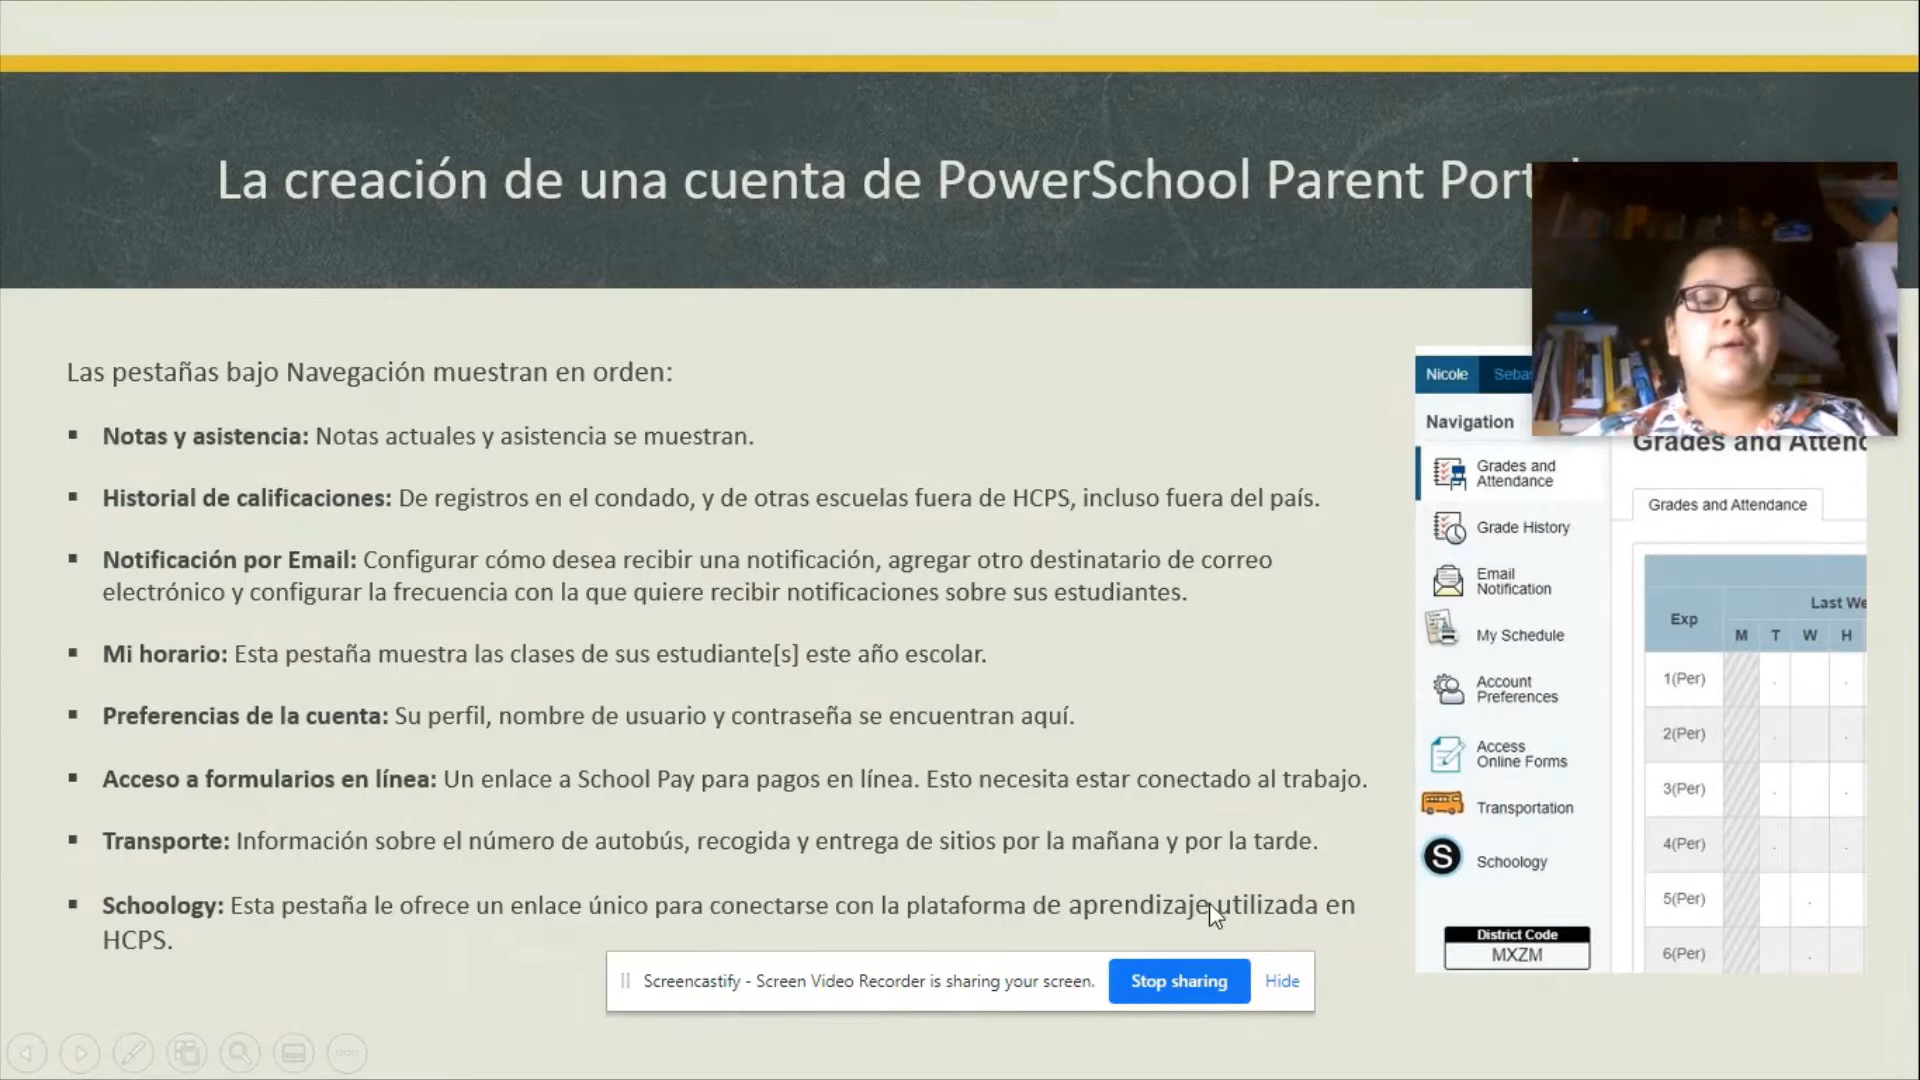 La creación de una cuenta de PowerSchool Parent
Las pestañas bajo Navegación muestran en orden:
▪ Notas y asistencia: Notas actuales y asistencia se muestran.
▪ Historial de calificaciones: De registros en el condado, y de otras escuelas fuera de HCPS, incluso fuera del país.
▪ Notificación por Email: Configurar cómo desea recibir una notificación, agregar otro destinatario de correo
electrónico y configurar la frecuencia con la que quiere recibir notificaciones sobre sus estudiantes.
▪ Mi horario: Esta pestaña muestra las clases de sus estudiante[s] este año escolar.
▪ Preferencias de la cuenta: Su perfil, nombre de usuario y contraseña se encuentran aquí.
▪ Acceso a formularios en línea: Un enlace a School Pay para pagos en línea. Esto necesita estar conectado al trabajo.
▪ Transporte: Información sobre el número de autobús, recogida y entrega de sitios por la mañana y por la tarde.
▪ Schoology: Esta pestaña le ofrece un enlace único para conectarse con la plataforma de aprendizaje utilizada en
HCPS.
Nicole
Navigation
Grades and
Attendance
Grade History
Email
Notification
My Schedule
Account
Preferences
Access
Online Forms
Transportation
S
Schoology
District Code
MXZM
Grades and
Grades and Attendance
Last
Exp
M T W H
1(Per)
2(Per)
3(Per)
4(Per)
5(Per)
6(Per)
Screencastify - Screen Video Recorder is sharing your screen.
Stop sharing
Hide